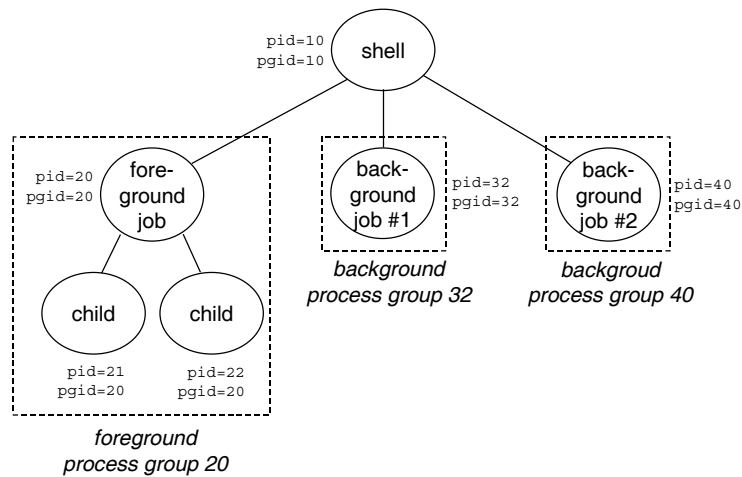 pid=10
pgid=10
shell
pid=20
pgid=20
fore-
ground
job
back-
ground
job #1
pid=32
pgid=32
back-
ground
job #2
pid=40
pgid=40
background
process group 32
backgroud
process group 40
child
child
pid=21
pgid=20
pid=22
pgid=20
foreground
process group 20